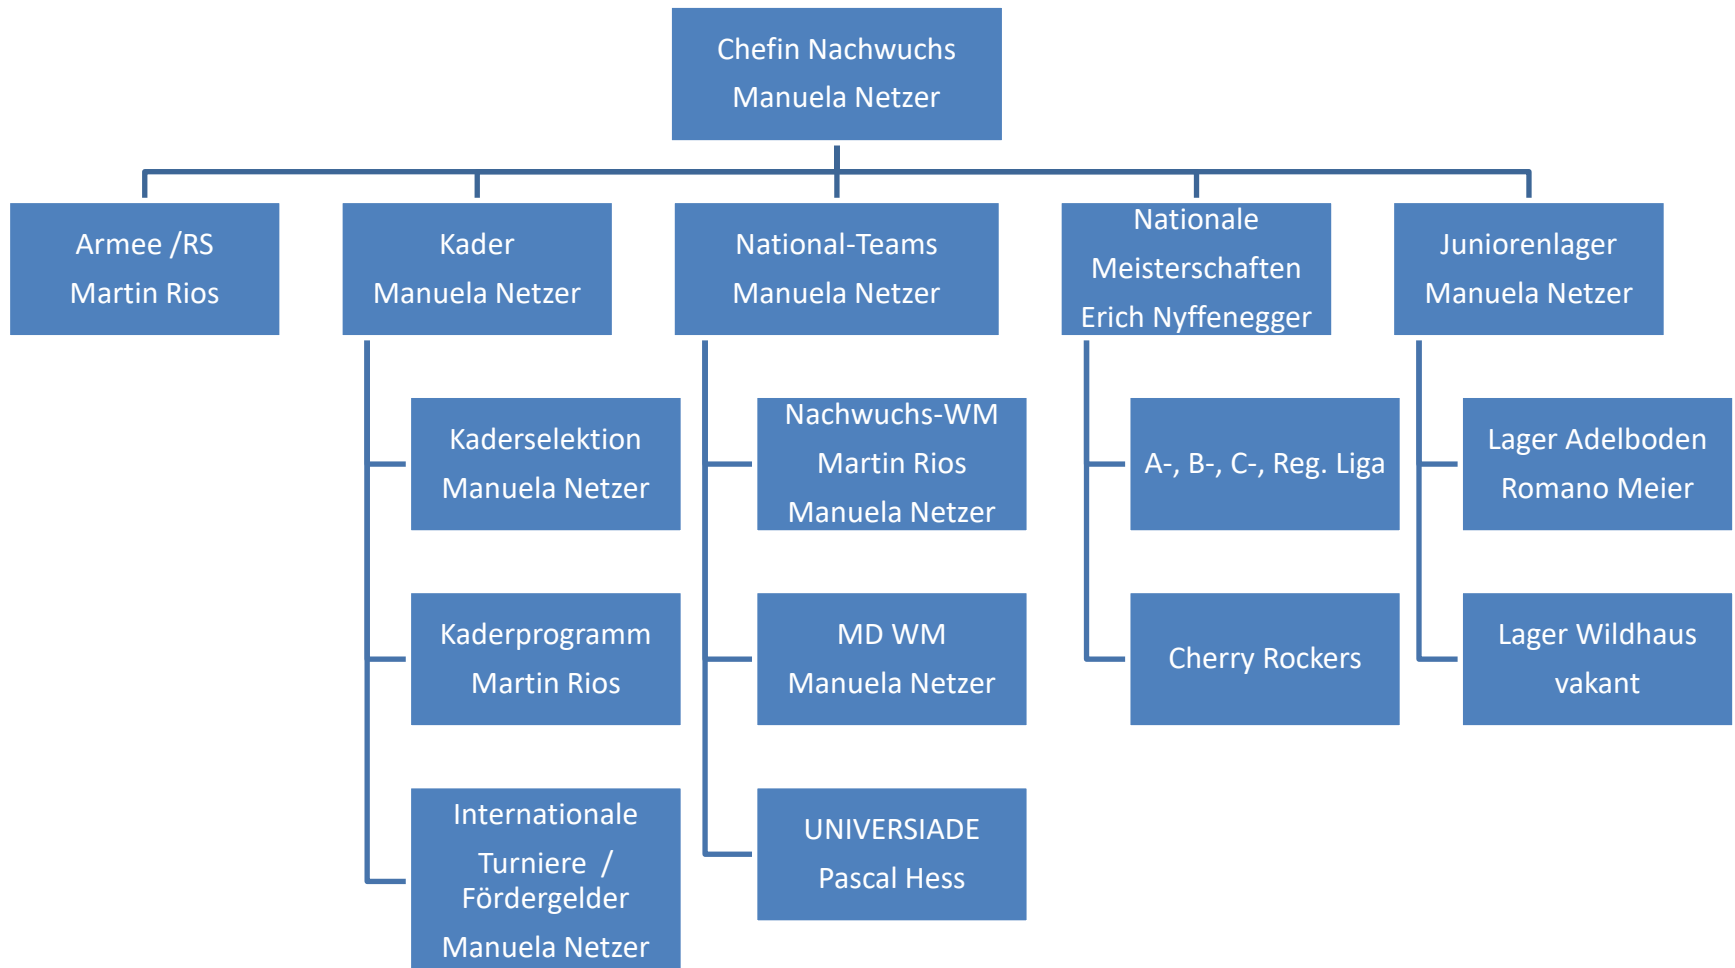 Chefin Nachwuchs
Manuela Netzer
Armee /RS
Martin Rios
Kader
Manuela Netzer
National-Teams
Manuela Netzer
Nationale
Meisterschaften
Erich Nyffenegger
Juniorenlager
Manuela Netzer
Kaderselektion
Manuela Netzer
Nachwuchs-WM
Martin Rios
Manuela Netzer
A-, B-, C-, Reg. Liga
Lager Adelboden
Romano Meier
Kaderprogramm
Martin Rios
MD WM
Manuela Netzer
Cherry Rockers
Lager Wildhaus
vakant
Internationale
Turniere /
Fördergelder
Manuela Netzer
UNIVERSIADE
Pascal Hess